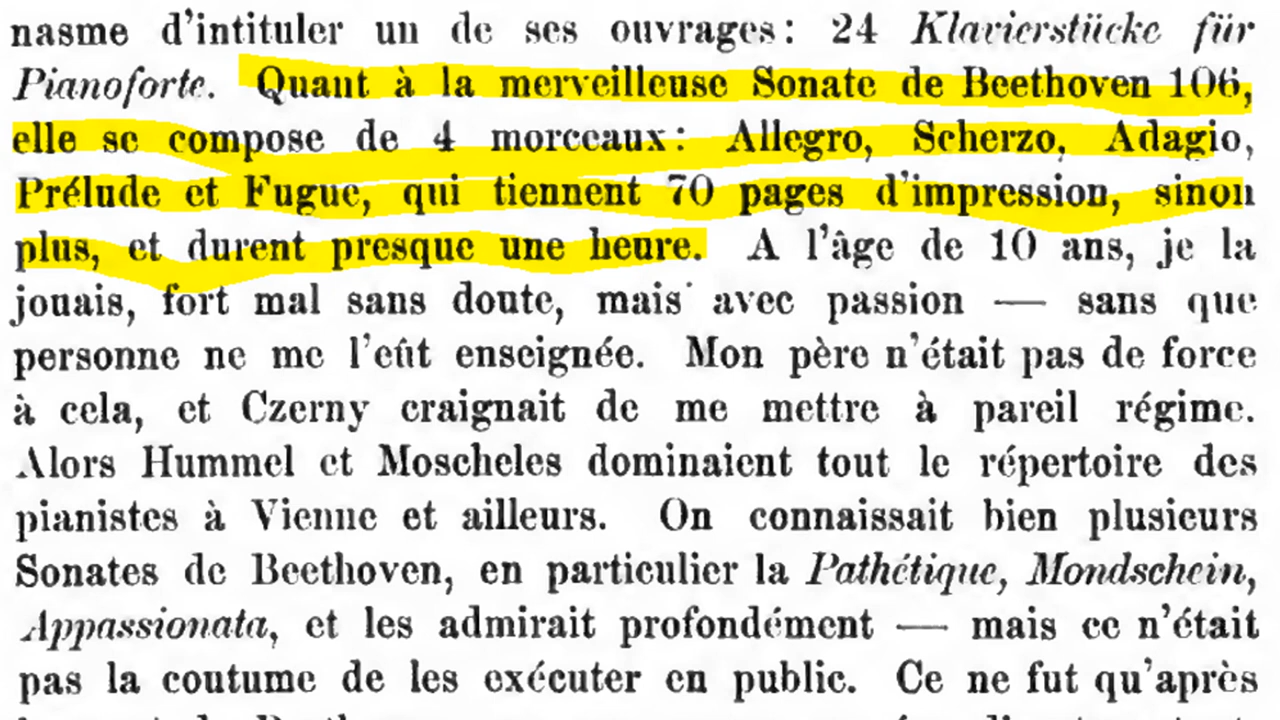 nasme d'intituler un de ses ouvrages: 24 Klavierstücke für
Pianoforte. Quant à la merveilleuse Sonate de Beethoven 106,
elle se compose de 4 morceaux: Allegro, Scherzo, Adagio,
Prélude et Fugue, qui tiennent 70 pages d'impression, sinon
plus, et durent presque une heure. A l'âge de 10 ans, je la
jouais, fort mal sans doute, mais avec passion — sans que
personne ne me l'eût enseignée. Mon père n'était pas de force
à cela, et Czerny craignait de me mettre à pareil régime.
Alors Hummel et Moscheles dominaient tout le répertoire des
pianistes à Vienne et ailleurs. On connaissait bien plusieurs
Sonates de Beethoven, en particulier la Pathétique, Mondschein,
Appassionata, et les admirait profondément — mais ce n'était
pas la coutume de les exécuter en public. Ce ne fut qu'après